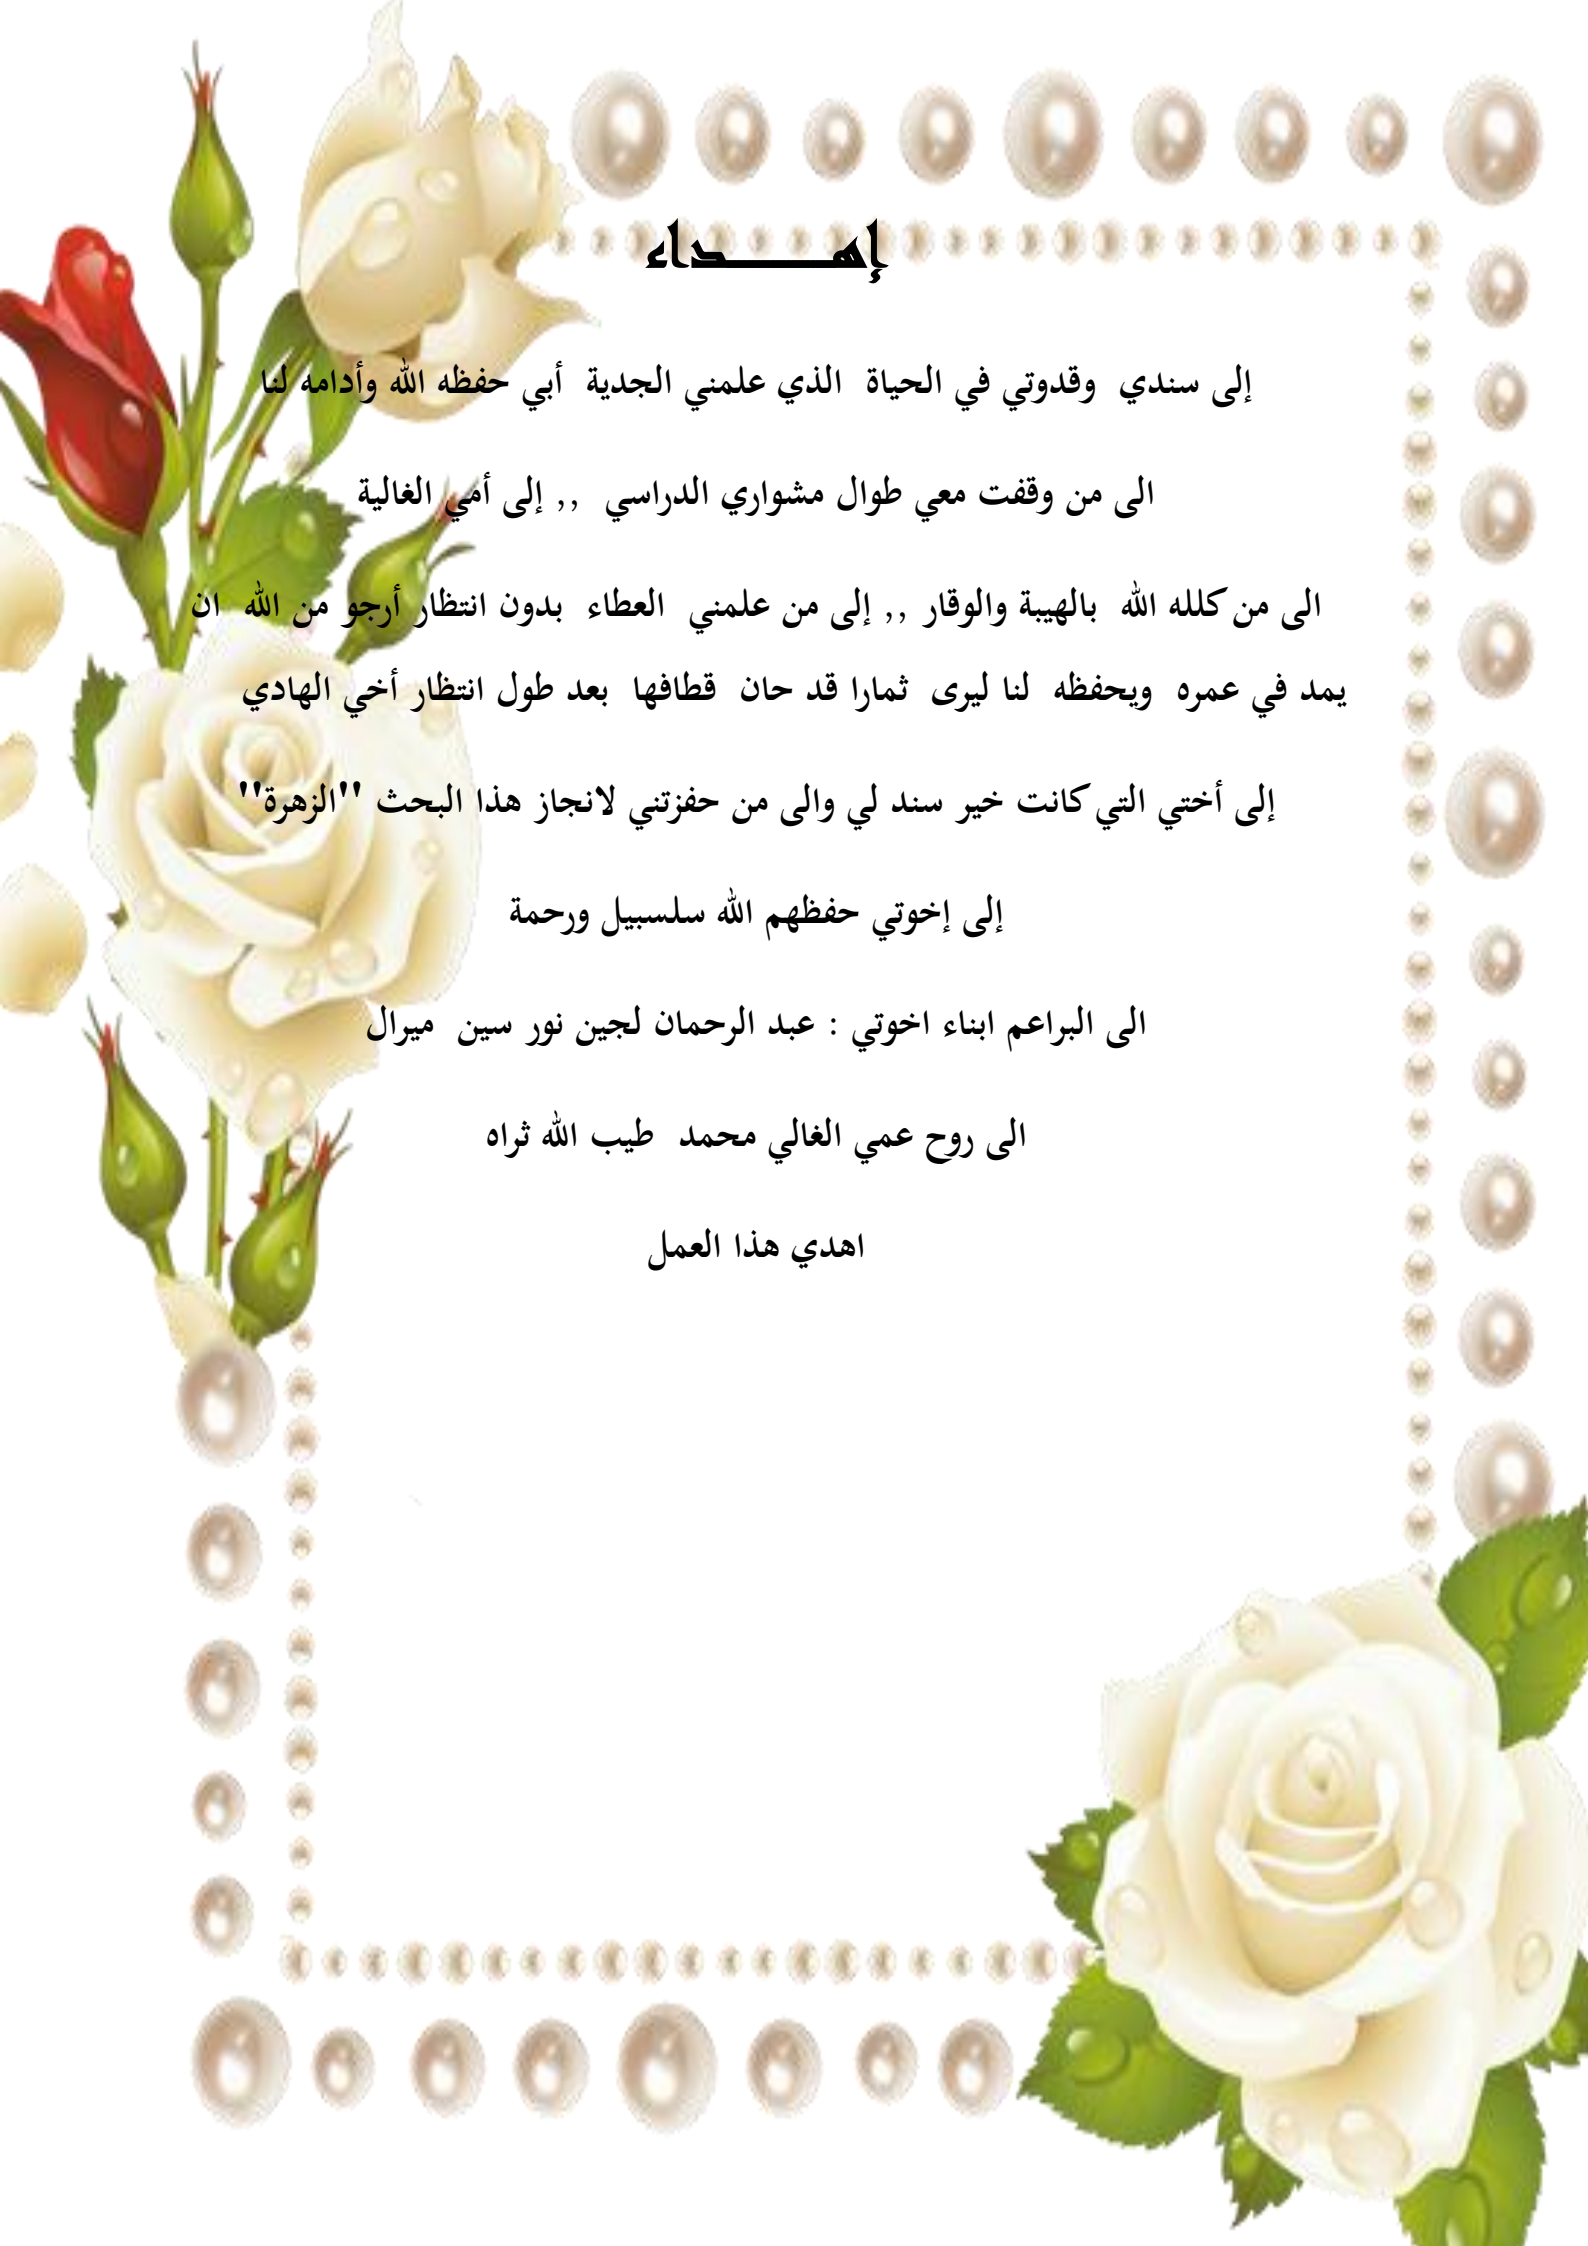 إهـــــداء
إلى سندي وقدوتي في الحياة الذي علمني الجدية أبي حفظه الله وأدامه لنا
الى من وقفت معي طوال مشواري الدراسي ,, إلى أمي الغالية
الى من كلله الله بالهيبة والوقار ,, إلى من علمني العطاء بدون انتظار أرجو من الله ان
يمد في عمره ويحفظه لنا ليرى ثمارا قد حان قطافها بعد طول انتظار أخي الهادي
إلى أختي التي كانت خير سند لي والى من حفزتني لانجاز هذا البحث "الزهرة"
إلى إخوتي حفظهم الله سلسبيل ورحمة
الى البراعم ابناء اخوتي : عبد الرحمان لجين نور سين ميرال
الى روح عمي الغالي محمد طيب الله ثراه
اهدي هذا العمل